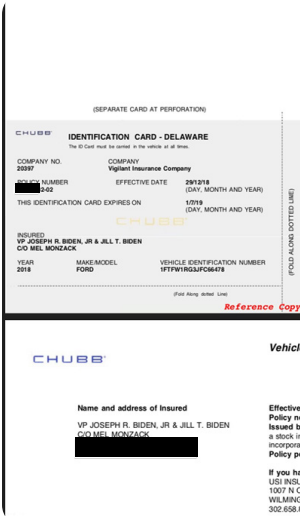 (SEPARATE CARD AT PERFORATION)
CHUBB®
IDENTIFICATION CARD - DELAWARE
The ID Card must be carried in the vehicle at all times.
COMPANY NO. COMPANY
20397 Vigilant Insurance Company
POLICY NUMBER EFFECTIVE DATE 29/12/18
2-02 (DAY, MONTH AND YEAR)
THIS IDENTIFICATION CARD EXPIRES ON 1/7/19
(DAY, MONTH AND YEAR)
CHUBB
INSURED
VP JOSEPH R. BIDEN, JR & JILL T. BIDEN
C/O MEL MONZACK
YEAR MAKE/MODEL VEHICLE IDENTIFICATION NUMBER
2018 FORD 1FTFW1RG3JFC66478
(Fold Along dotted Line)
(FOLD ALONG DOTTED LINE)
Reference Copy
CHUBB®
Vehicl
Name and address of Insured
VP JOSEPH R. BIDEN, JR & JILL T. BIDEN
C/O MEL MONZACK
Effective
Policy no
Issued b
a stock in
incorpora
Policy pe
If you ha
USI INSU
1007 N O
WILMING
302.658.